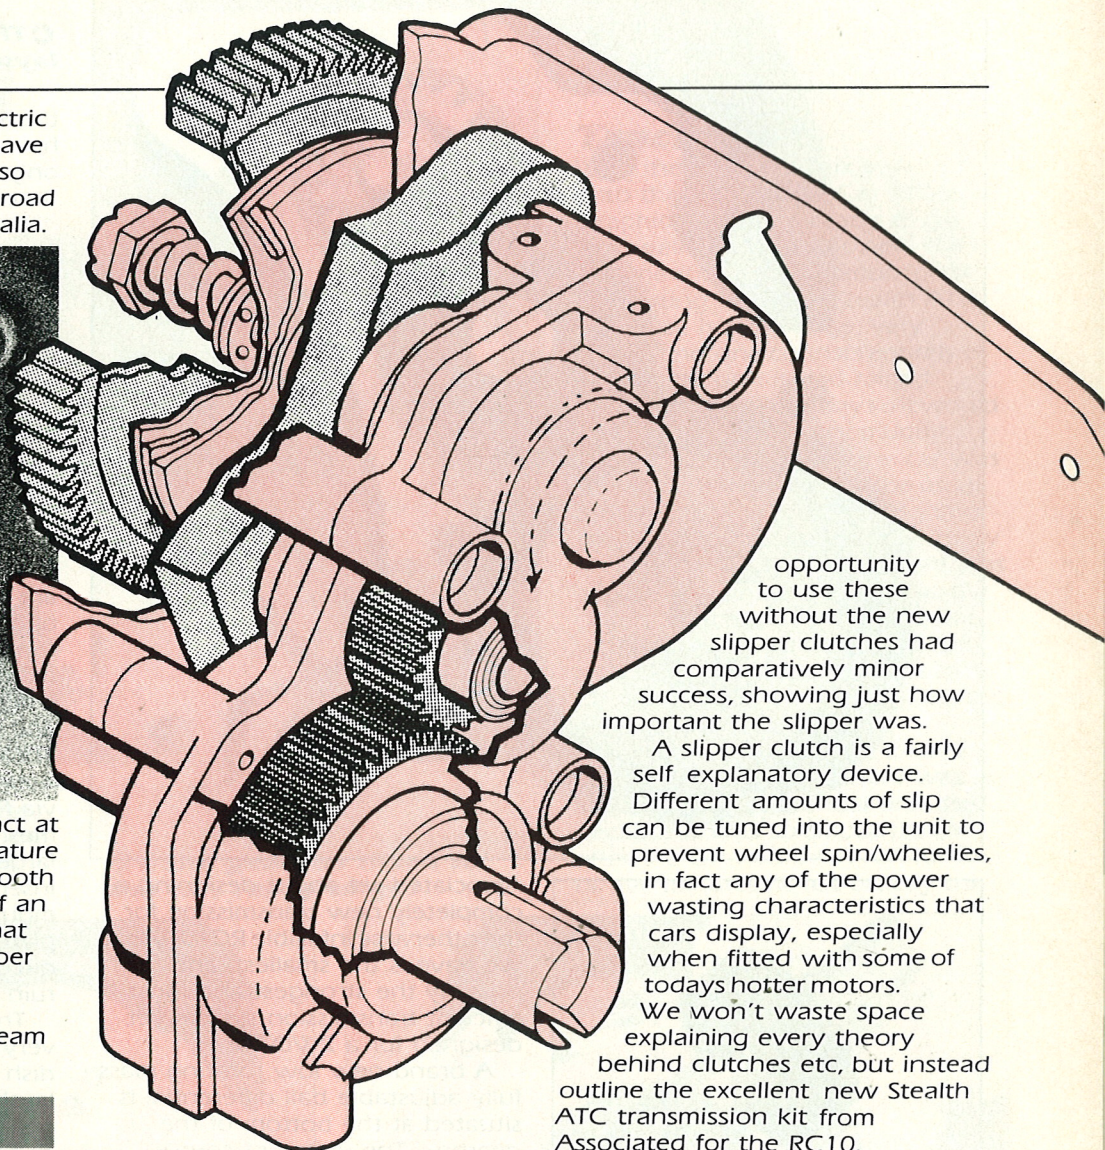 ctric
ave
so
road
alia.
act at
ature
ooth
f an
hat
per
eam
opportunity
to use these
without the new
slipper clutches had
comparatively minor
success, showing just how
important the slipper was.
A slipper clutch is a fairly
self explanatory device.
Different amounts of slip
can be tuned into the unit to
prevent wheel spin/wheelies,
in fact any of the power
wasting characteristics that
cars display, especially
when fitted with some of
todays hotter motors.
We won't waste space
explaining every theory
behind clutches etc, but instead
outline the excellent new Stealth
ATC transmission kit from
Associated for the RC10.